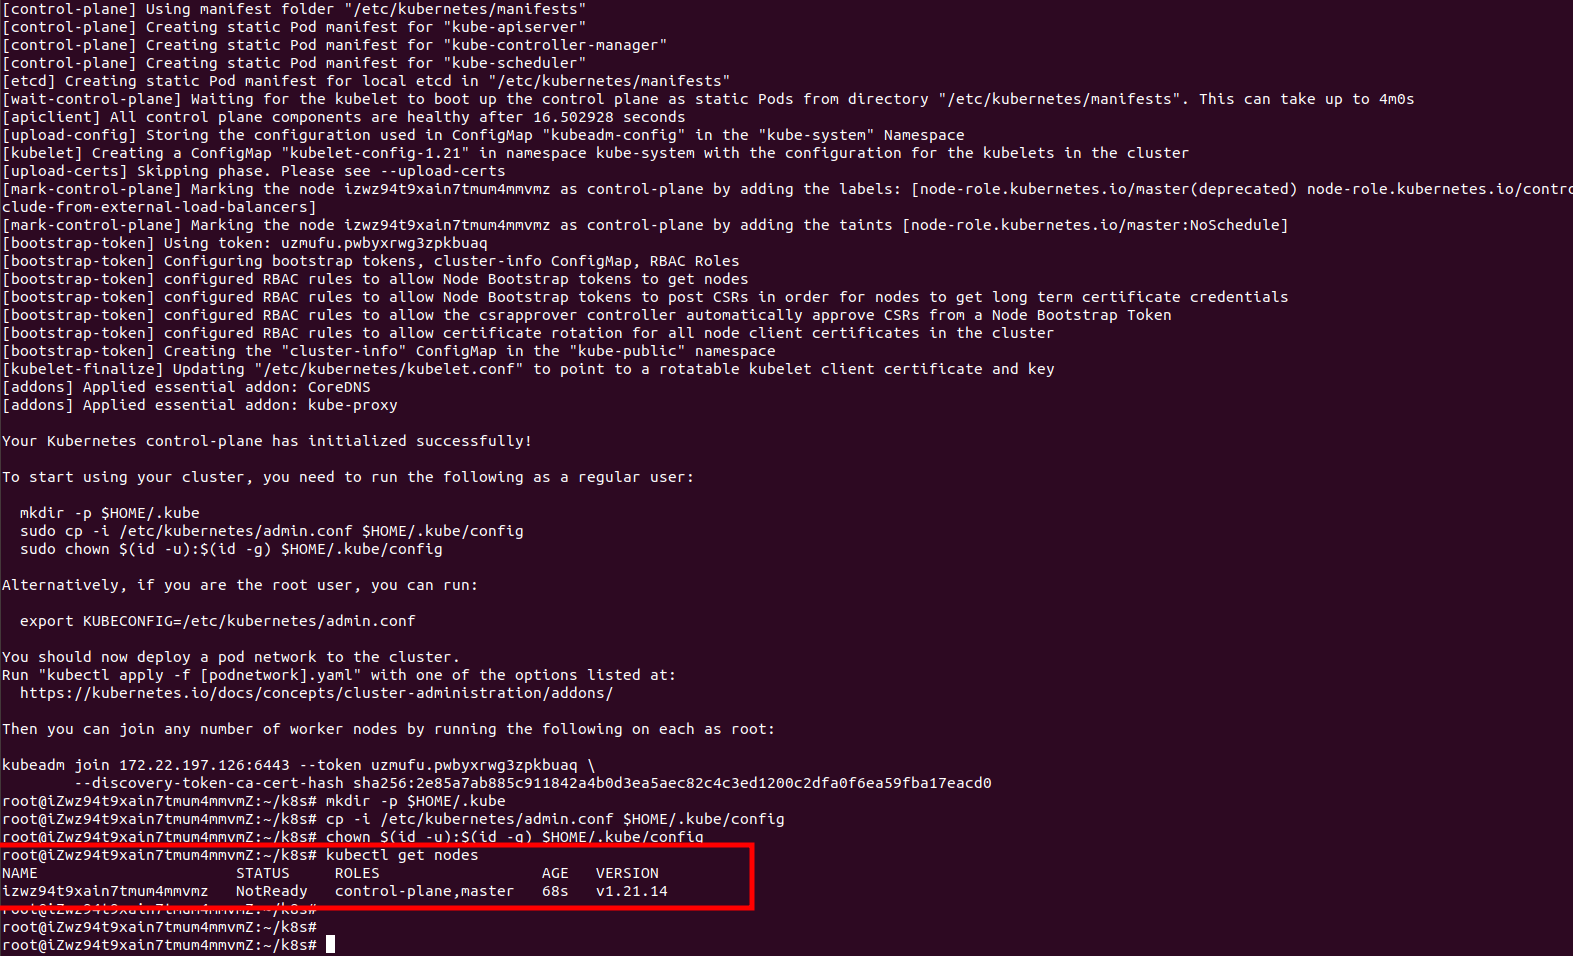 [control-plane] Using manifest folder "/etc/kubernetes/manifests"
[control-plane] Creating static Pod manifest for "kube-apiserver"
[control-plane] Creating static Pod manifest for "kube-controller-manager"
[control-plane] Creating static Pod manifest for "kube-scheduler"
[etcd] Creating static Pod manifest for local etcd in "/etc/kubernetes/manifests"
[wait-control-plane] Waiting for the kubelet to boot up the control plane as static Pods from directory "/etc/kubernetes/manifests". This can take up to 4m0s
[apiclient] All control plane components are healthy after 16.502928 seconds
[upload-config] Storing the configuration used in ConfigMap "kubeadm-config" in the "kube-system" Namespace
[kubelet] Creating a ConfigMap "kubelet-config-1.21" in namespace kube-system with the configuration for the kubelets in the cluster
[upload-certs] Skipping phase. Please see --upload-certs
[mark-control-plane] Marking the node izwz94t9xain7tmum4mmvmz as control-plane by adding the labels: [node-role.kubernetes.io/master(deprecated) node-role.kubernetes.io/contro
clude-from-external-load-balancers]
[mark-control-plane] Marking the node izwz94t9xain7tmum4mmvmz as control-plane by adding the taints [node-role.kubernetes.io/master:NoSchedule]
[bootstrap-token] Using token: uzmufu.pwbyxrwg3zpkbuaq
[bootstrap-token] Configuring bootstrap tokens, cluster-info ConfigMap, RBAC Roles
[bootstrap-token] configured RBAC rules to allow Node Bootstrap tokens to get nodes
[bootstrap-token] configured RBAC rules to allow Node Bootstrap tokens to post CSRs in order for nodes to get long term certificate credentials
[bootstrap-token] configured RBAC rules to allow the csrapprover controller automatically approve CSRs from a Node Bootstrap Token
[bootstrap-token] configured RBAC rules to allow certificate rotation for all node client certificates in the cluster
[bootstrap-token] Creating the "cluster-info" ConfigMap in the "kube-public" namespace
[kubelet-finalize] Updating "/etc/kubernetes/kubelet.conf" to point to a rotatable kubelet client certificate and key
[addons] Applied essential addon: CoreDNS
[addons] Applied essential addon: kube-proxy
Your Kubernetes control-plane has initialized successfully!
To start using your cluster, you need to run the following as a regular user:
mkdir -p $HOME/.kube
sudo cp -i /etc/kubernetes/admin.conf $HOME/.kube/config
sudo chown $(id -u):$(id -g) $HOME/.kube/config
Alternatively, if you are the root user, you can run:
export KUBECONFIG=/etc/kubernetes/admin.conf
You should now deploy a pod network to the cluster.
Run "kubectl apply -f [podnetwork].yaml" with one of the options listed at:
https://kubernetes.io/docs/concepts/cluster-administration/addons/
Then you can join any number of worker nodes by running the following on each as root:
kubeadm join 172.22.197.126:6443 --token uzmufu.pwbyxrwg3zpkbuaq \
--discovery-token-ca-cert-hash sha256:2e85a7ab885c911842a4b0d3ea5aec82c4c3ed1200c2dfa0f6ea59fba17eacd0
root@iZwz94t9xain7tmum4mmvmZ:~/k8s# mkdir -p $HOME/.kube
root@iZwz94t9xain7tmum4mmvmZ:~/k8s# cp -i /etc/kubernetes/admin.conf $HOME/.kube/config
root@iZwz94t9xain7tmum4mmvmZ:~/k8s# chown $(id -u):$(id -g) $HOME/.kube/config
root@iZwz94t9xain7tmum4mmvmZ:~/k8s# kubectl get nodes
NAME STATUS ROLES AGE VERSION
izwz94t9xain7tmum4mmvmz NotReady control-plane,master 68s v1.21.14
root@iZwz94t9xain7tmum4mmvmZ:~/k8s#
root@iZwz94t9xain7tmum4mmvmZ:~/k8s#
root@iZwz94t9xain7tmum4mmvmZ:~/k8s#